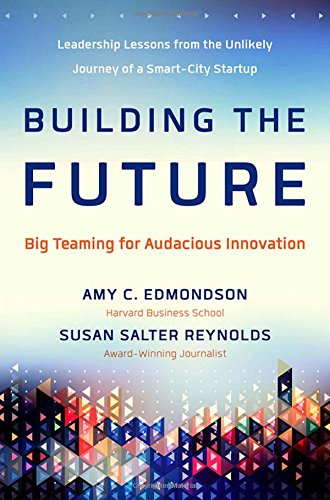 Leadership Lessons from the Unlikely
Journey of a Smart-City Startup
BUILDING THE
FUTURE
Big Teaming for Audacious Innovation
AMY C. EDMONDSON
Harvard Business School
SUSAN SALTER REYNOLDS
Award-Winning Journalist